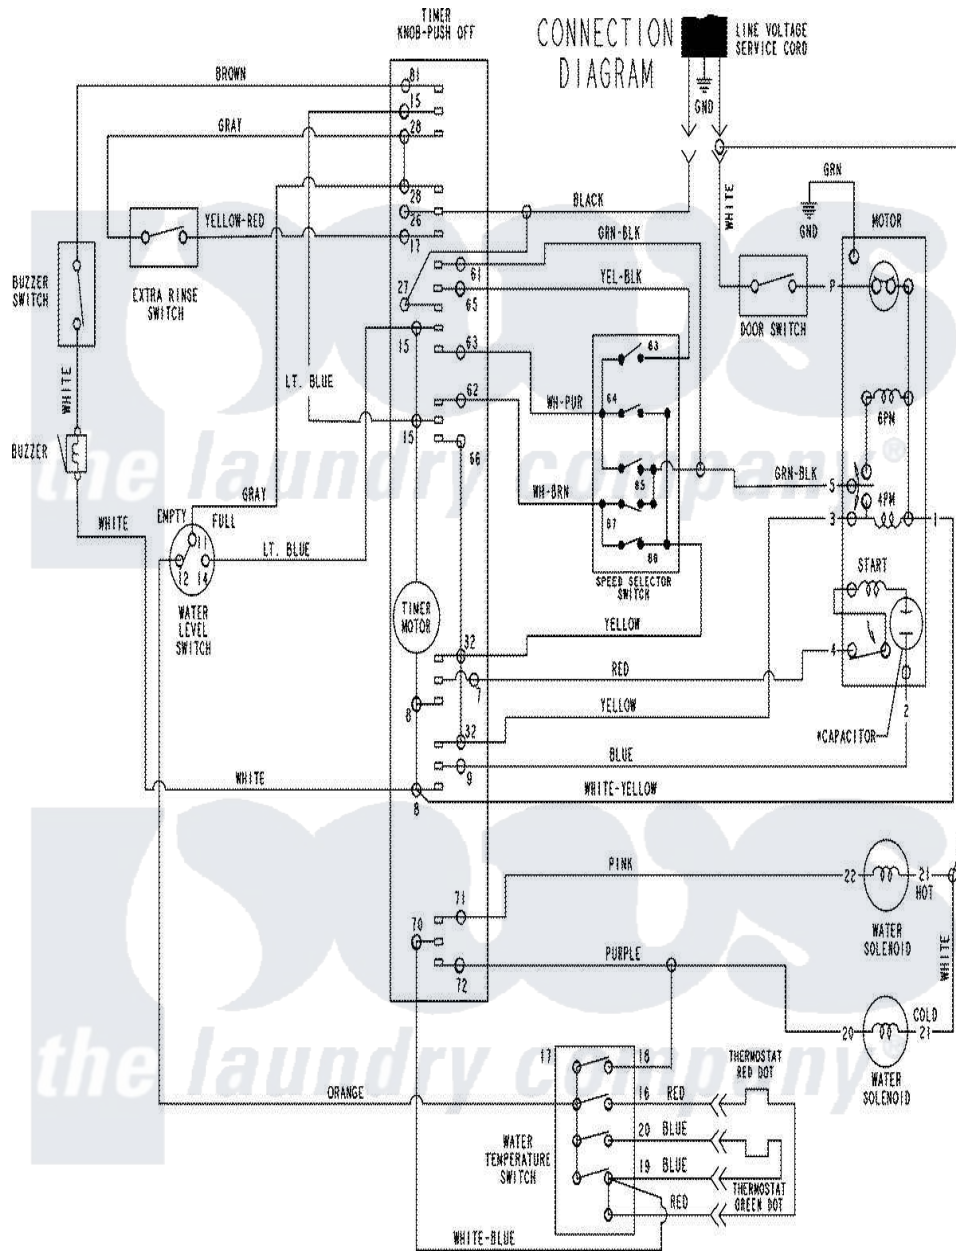 TIMER
KNOB-PUSH OFF
CONNECTION
DIAGRAM
LINE VOLTAGE
SERVICE CORD
GND
BROWN
81
15
GRAY
28
28
26
17
YELLOW-RED
EXTRA RINSE
SWITCH
BUZZER
SWITCH
WHITE
BUZZER
WHITE
BLACK
WHITE
GRN
GND
MOTOR
GRN-BLK
61
27
YEL-BLK
65
P
DOOR SWITCH
15
63
63
LT. BLUE
62
WH-PUR
64
6PM
15
66
GRN-BLK
5
65
4PM
GRAY
WH-BRN
67
3
1
EMPTY
FULL
11
12
14
LT. BLUE
66
WATER
LEVEL
SWITCH
SPEED SELECTOR
SWITCH
START
TIMER
MOTOR
YELLOW
32
RED
4
7
8
YELLOW
2
32
*CAPACITOR
BLUE
9
WHITE
WHITE-YELLOW
8
PINK
22
21
HOT
71
70
WATER
SOLENOID
WHITE
PURPLE
72
COLD
20
21
WATER
SOLENOID
17
18
THERMOSTAT
RED DOT
ORANGE
16
RED
20
BLUE
WATER
TEMPERATURE
SWITCH
19
BLUE
RED
THERMOSTAT
GREEN DOT
WHITE-BLUE
the laundry company®
the laundry company®